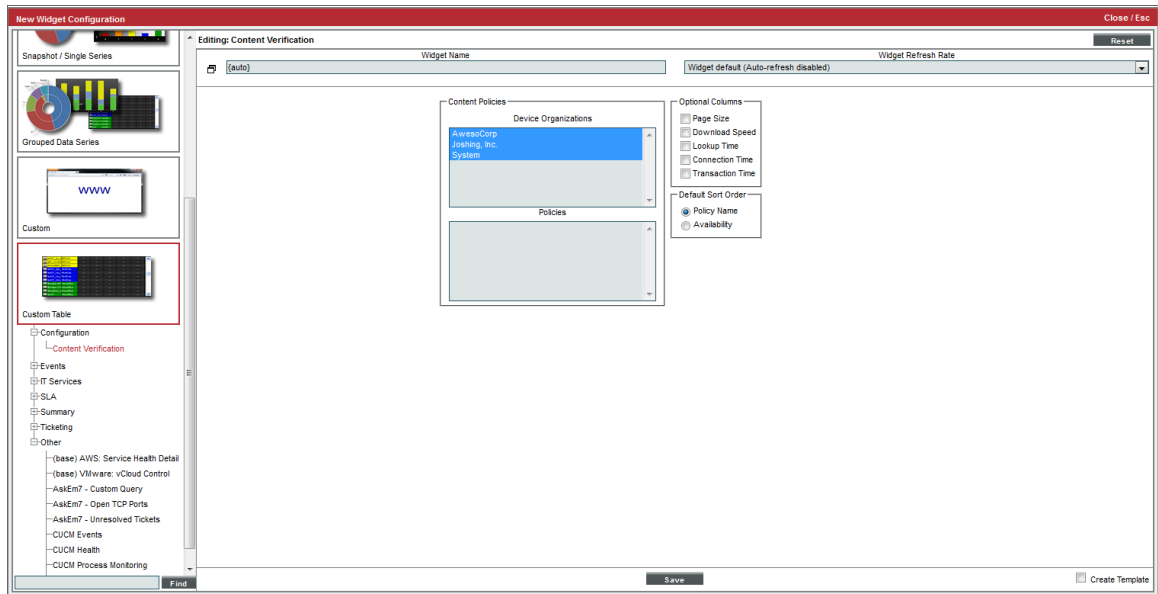 New Widget Configuration
Close / Esc
Snapshot / Single Series
Grouped Data Series
www
Custom
Custom Table
Configuration
Content Verification
Events
IT Services
SLA
Summary
Ticketing
Other
(base) AWS: Service Health Detail
(base) VMware: vCloud Control
AskEm7 - Custom Query
AskEm7 - Open TCP Ports
AskEm7 - Unresolved Tickets
CUCM Events
CUCM Health
CUCM Process Monitoring
Find
Editing: Content Verification
Reset
Widget Name
Widget Refresh Rate
{auto}
Widget default (Auto-refresh disabled)
Content Policies
Device Organizations
AwesoCorp
Joshing, Inc.
System
Policies
Optional Columns
Page Size
Download Speed
Lookup Time
Connection Time
Transaction Time
Default Sort Order
Policy Name
Availability
Save
Create Template